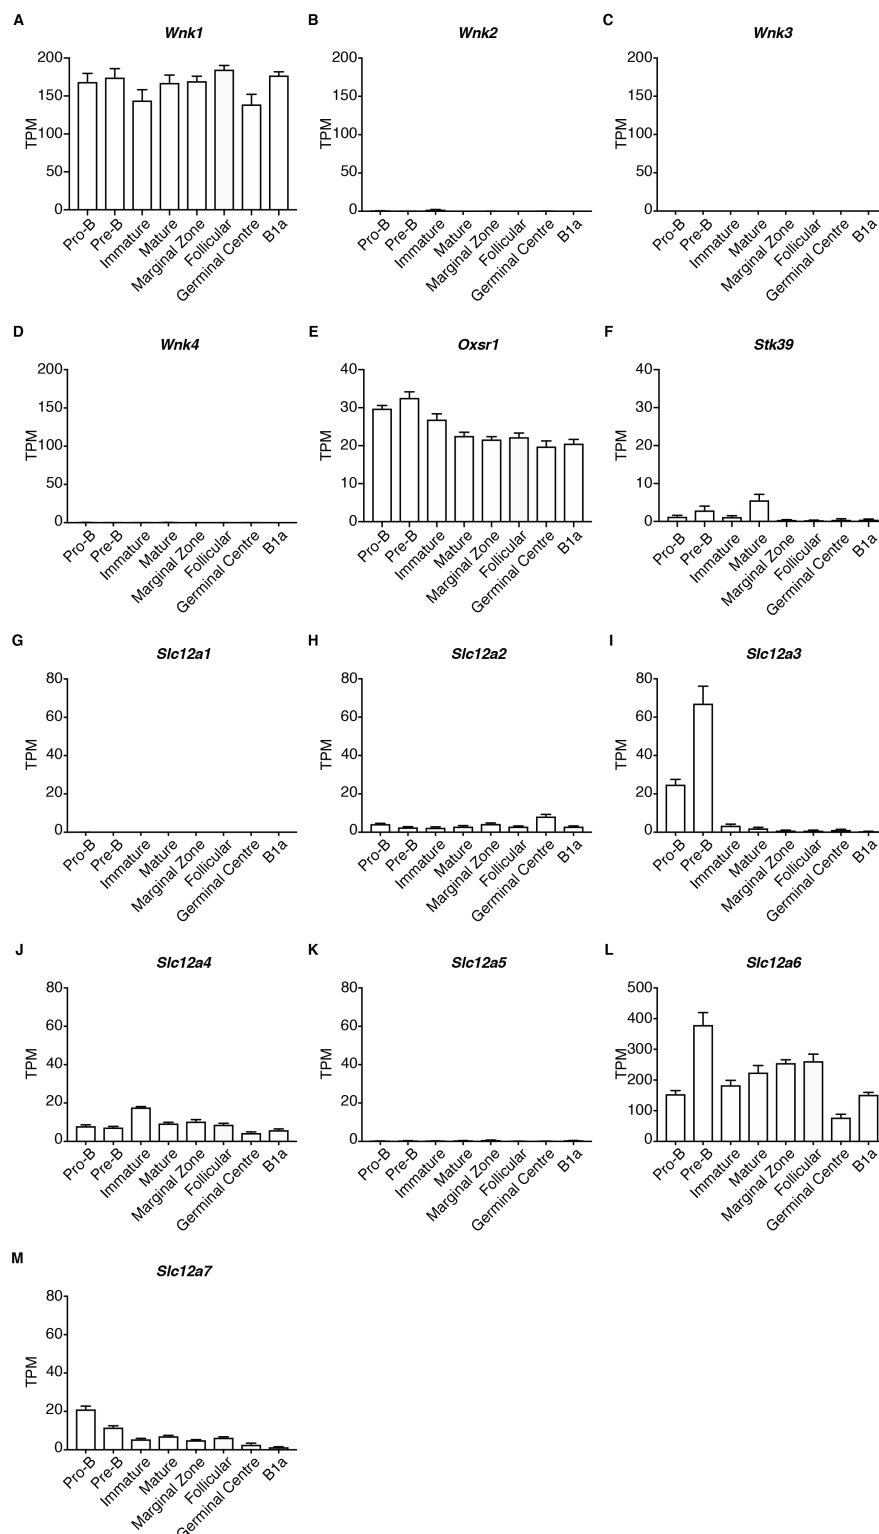 A
Wnk1
B
Wnk2
C
Wnk3
200
150
100
50
0
TPM
Pro-B
Pre-B
Immature
Mature
Marginal Zone
Follicular
Germinal Centre
B1a
200
150
100
50
0
TPM
Pro-B
Pre-B
Immature
Mature
Marginal Zone
Follicular
Germinal Centre
B1a
200
150
100
50
0
TPM
Pro-B
Pre-B
Immature
Mature
Marginal Zone
Follicular
Germinal Centre
B1a
D
Wnk4
E
Oxsr1
F
Stk39
200
150
100
50
0
TPM
Pro-B
Pre-B
Immature
Mature
Marginal Zone
Follicular
Germinal Centre
B1a
40
30
20
10
0
TPM
Pro-B
Pre-B
Immature
Mature
Marginal Zone
Follicular
Germinal Centre
B1a
40
30
20
10
0
TPM
Pro-B
Pre-B
Immature
Mature
Marginal Zone
Follicular
Germinal Centre
B1a
G
Slc12a1
H
Slc12a2
I
Slc12a3
80
60
40
20
0
TPM
Pro-B
Pre-B
Immature
Mature
Marginal Zone
Follicular
Germinal Centre
B1a
80
60
40
20
0
TPM
Pro-B
Pre-B
Immature
Mature
Marginal Zone
Follicular
Germinal Centre
B1a
80
60
40
20
0
TPM
Pro-B
Pre-B
Immature
Mature
Marginal Zone
Follicular
Germinal Centre
B1a
J
Slc12a4
K
Slc12a5
L
Slc12a6
80
60
40
20
0
TPM
Pro-B
Pre-B
Immature
Mature
Marginal Zone
Follicular
Germinal Centre
B1a
80
60
40
20
0
TPM
Pro-B
Pre-B
Immature
Mature
Marginal Zone
Follicular
Germinal Centre
B1a
500
400
300
200
100
0
TPM
Pro-B
Pre-B
Immature
Mature
Marginal Zone
Follicular
Germinal Centre
B1a
M
Slc12a7
80
60
40
20
0
TPM
Pro-B
Pre-B
Immature
Mature
Marginal Zone
Follicular
Germinal Centre
B1a